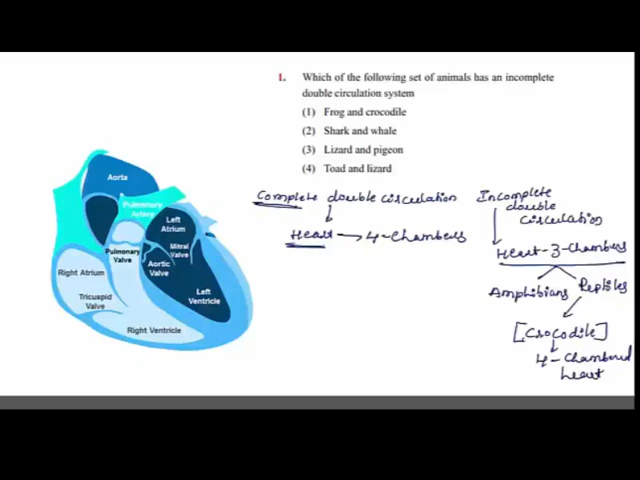 1. Which of the following set of animals has an incomplete
double circulation system
(1) Frog and crocodile
(2) Shark and whale
(3) Lizard and pigeon
(4) Toad and lizard
Complete double circulation
Heart → 4-Chambers
Incomplete
double
circulation
Heart-3-Chambers
Amphibians Reptiles
[Crocodile]
4-Chambered
heart
Aorta
Pulmonary
Artery
Left
Atrium
Pulmonary
Valve
Mitral
Valve
Aortic
Valve
Right Atrium
Left
Ventricle
Tricuspid
Valve
Right Ventricle